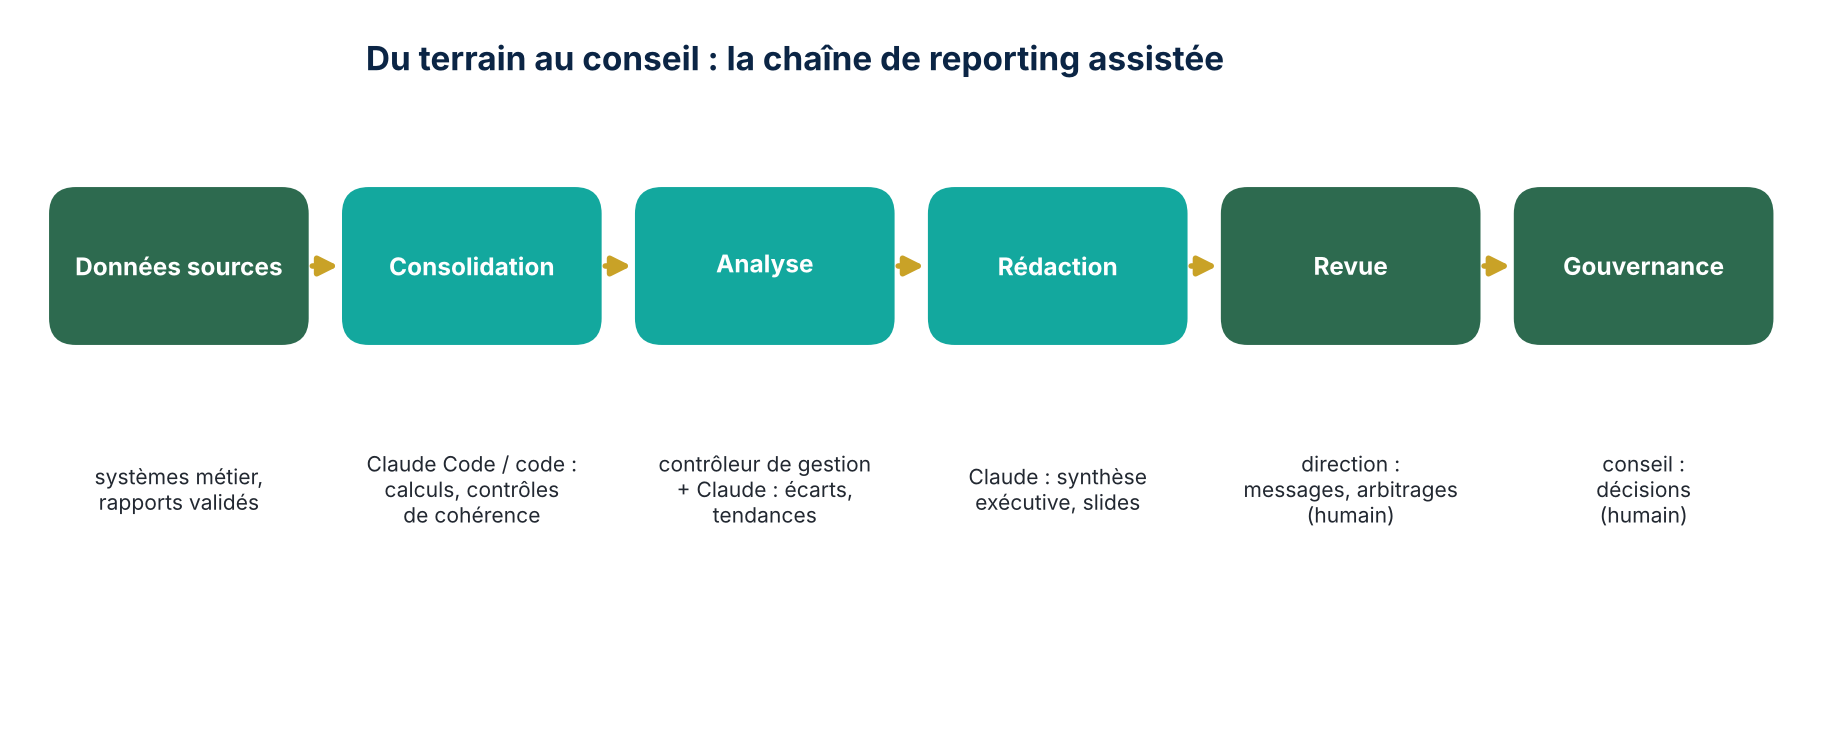 Du terrain au conseil : la chaîne de reporting assistée
Données sources
Consolidation
Analyse
Rédaction
Revue
Gouvernance
systèmes métier,
rapports validés
Claude Code / code :
calculs, contrôles
de cohérence
contrôleur de gestion
+ Claude : écarts,
tendances
Claude : synthèse
exécutive, slides
direction :
messages, arbitrages
(humain)
conseil :
décisions
(humain)